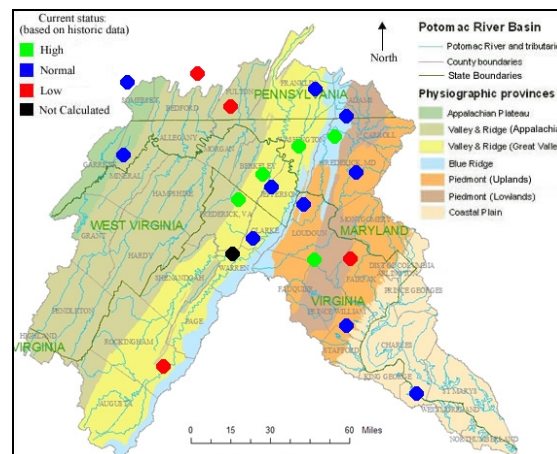 Current status:
(based on historic data)
High
Normal
Low
Not Calculated
North
Potomac River Basin
Potomac River and tributaries
County boundaries
State Boundaries
Physiographic provinces
Appalachian Plateau
Valley & Ridge (Appalachia
Valley & Ridge (Great Valley
Blue Ridge
Piedmont (Uplands)
Piedmont (Lowlands)
Coastal Plain
FRANKLIN
PENNSYLVANIA
FULTON
BEDFORD
SOMERSET
ADAMS
CARROLL
WASHINGTON
ALLEGANY
MORGAN
FREDERICK, MD
GARRETT
BERKELEY
MINERAL
JEFFERSON
HAMPSHIRE
FREDERICK, VA
MONTGOMERY
WEST VIRGINIA
CLARKE
LOUDOUN
MARYLAND
GRANT
HARDY
WARREN
FAIRFAX
PRINCE GEORGES
SHENANDOAH
FAUQUIER
VIRGINIA
PENDLETON
PAGE
PRINCE WILLIAM
HIGHLAND
VIRGINIA
ROCKINGHAM
STAFFORD
CHARLES
KING GEORGE
ST MARYS
WESTMORELAND
AUGUSTA
NORTHUMBERLAND
0 15 30 60 Miles